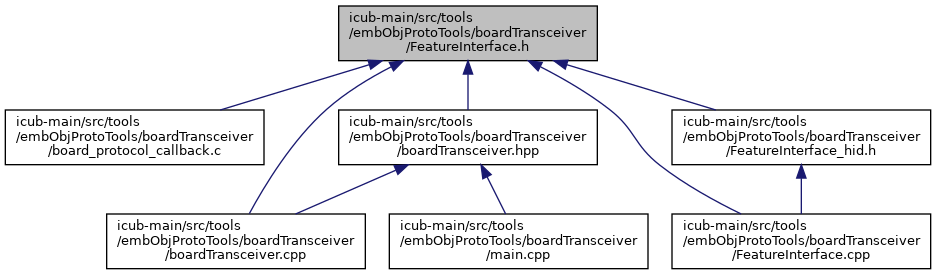 icub-main/src/tools
/embObjProtoTools/boardTransceiver
/FeatureInterface.h
icub-main/src/tools
/embObjProtoTools/boardTransceiver
/board_protocol_callback.c
icub-main/src/tools
/embObjProtoTools/boardTransceiver
/boardTransceiver.hpp
icub-main/src/tools
/embObjProtoTools/boardTransceiver
/FeatureInterface_hid.h
icub-main/src/tools
/embObjProtoTools/boardTransceiver
/boardTransceiver.cpp
icub-main/src/tools
/embObjProtoTools/boardTransceiver
/main.cpp
icub-main/src/tools
/embObjProtoTools/boardTransceiver
/FeatureInterface.cpp